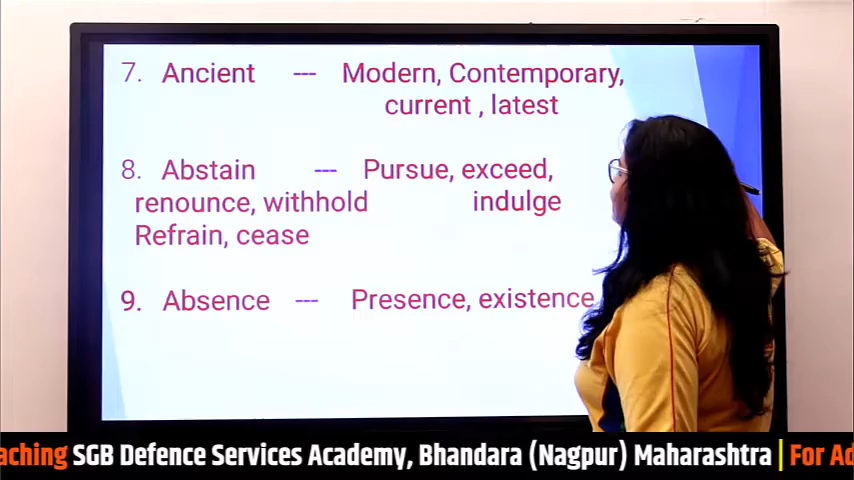 7. Ancient --- Modern, Contemporary,
current , latest
8. Abstain --- Pursue, exceed,
renounce, withhold indulge
Refrain, cease
9. Absence --- Presence, existence
aching SGB Defence Services Academy, Bhandara (Nagpur) Maharashtra | For Ad